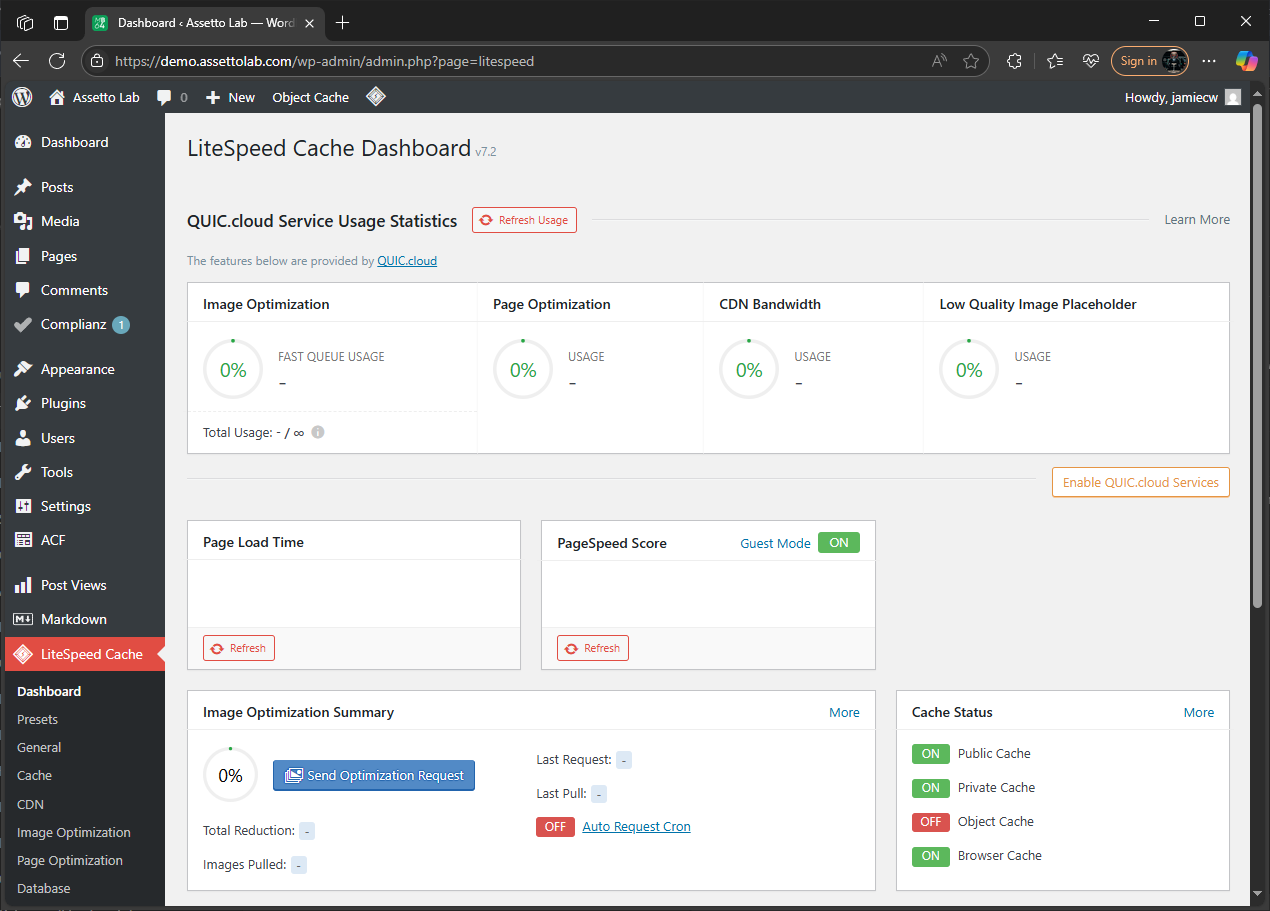 Dashboard ‹ Assetto Lab — Word
https://demo.assettolab.com/wp-admin/admin.php?page=litespeed
Sign in
Assetto Lab 0 New Object Cache
Howdy, jamiecw
Dashboard
Posts
Media
Pages
Comments
Complianz 1
Appearance
Plugins
Users
Tools
Settings
ACF
Post Views
Markdown
LiteSpeed Cache
Dashboard
Presets
General
Cache
CDN
Image Optimization
Page Optimization
Database
LiteSpeed Cache Dashboard v7.2
QUIC.cloud Service Usage Statistics Refresh Usage Learn More
The features below are provided by QUIC.cloud
Image Optimization
0% FAST QUEUE USAGE
-
Total Usage: - / ∞
Page Optimization
0% USAGE
-
CDN Bandwidth
0% USAGE
-
Low Quality Image Placeholder
0% USAGE
-
Enable QUIC.cloud Services
Page Load Time
Refresh
PageSpeed Score Guest Mode ON
Refresh
Image Optimization Summary More
0% Send Optimization Request
Total Reduction: -
Images Pulled: -
Last Request: -
Last Pull: -
OFF Auto Request Cron
Cache Status More
ON Public Cache
ON Private Cache
OFF Object Cache
ON Browser Cache